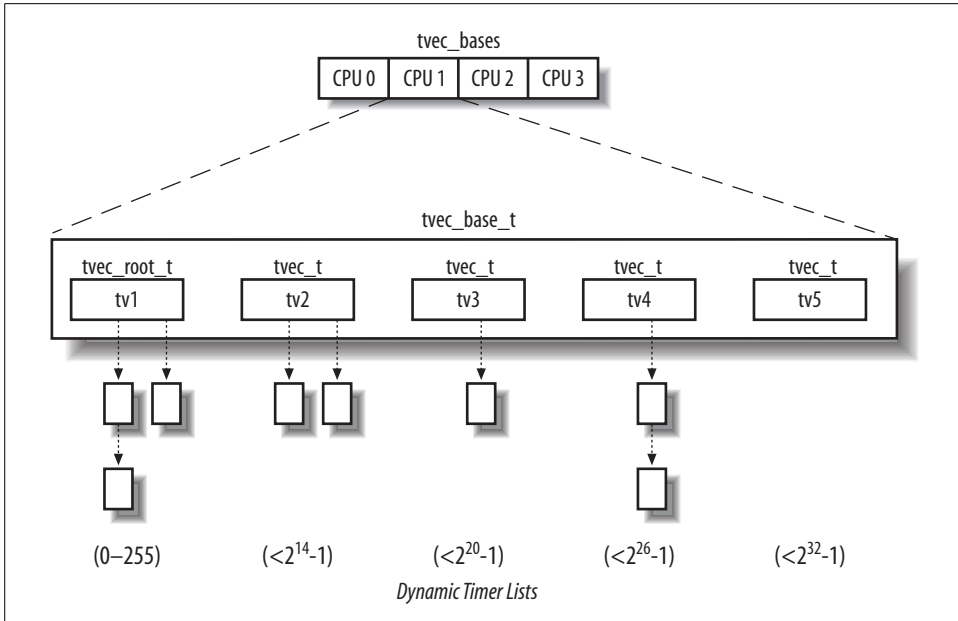 tvec_bases
CPU 0 CPU 1 CPU 2 CPU 3
tvec_base_t
tvec_root_t tvec_t tvec_t tvec_t tvec_t
tv1 tv2 tv3 tv4 tv5
(0–255) (<2¹⁴-1) (<2²⁰-1) (<2²⁶-1) (<2³²-1)
Dynamic Timer Lists